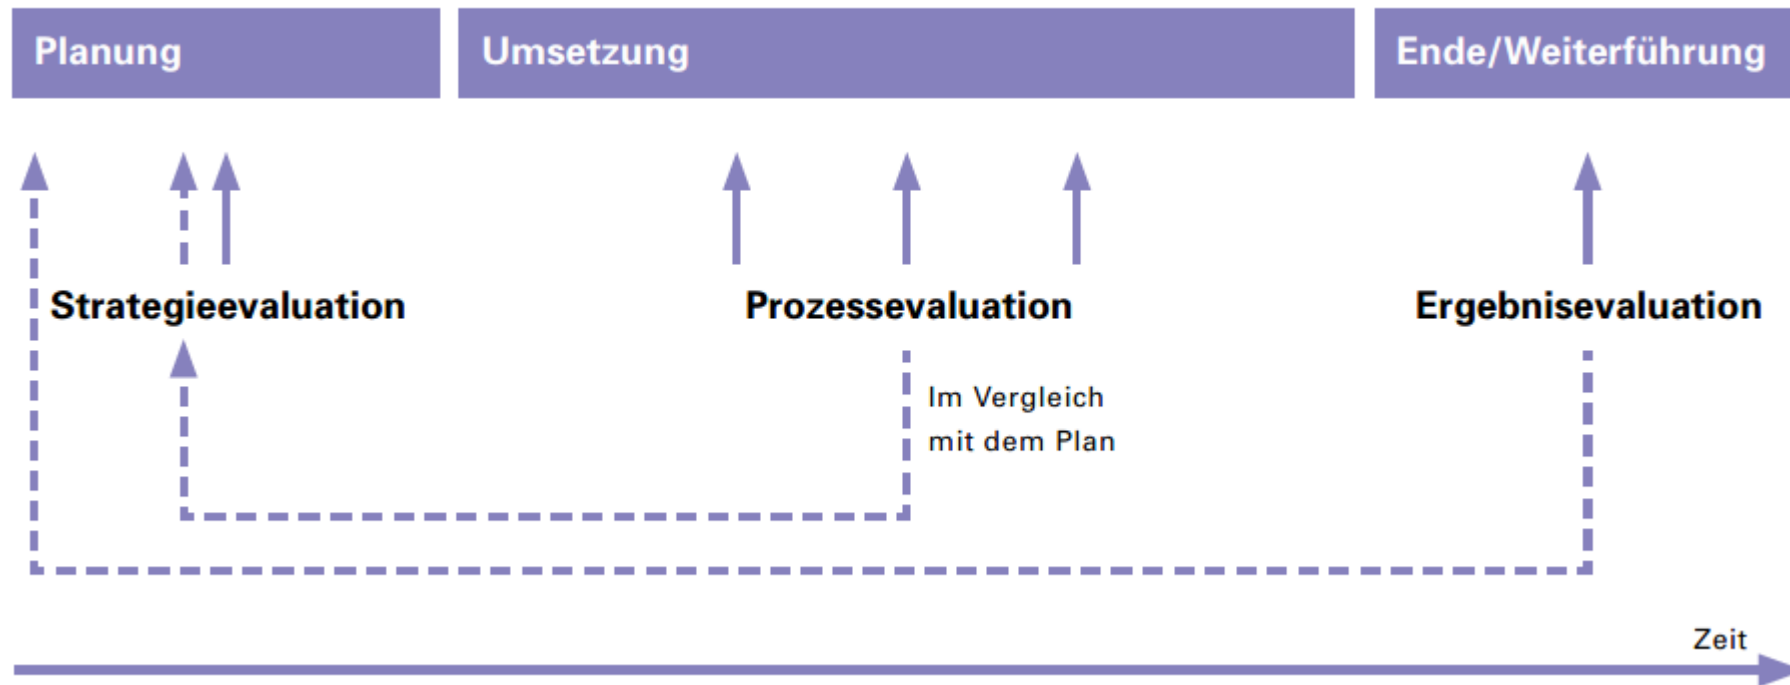 Planung
Umsetzung
Ende/Weiterführung
Strategieevaluation
Prozessevaluation
Ergebnisevaluation
Im Vergleich
mit dem Plan
Zeit